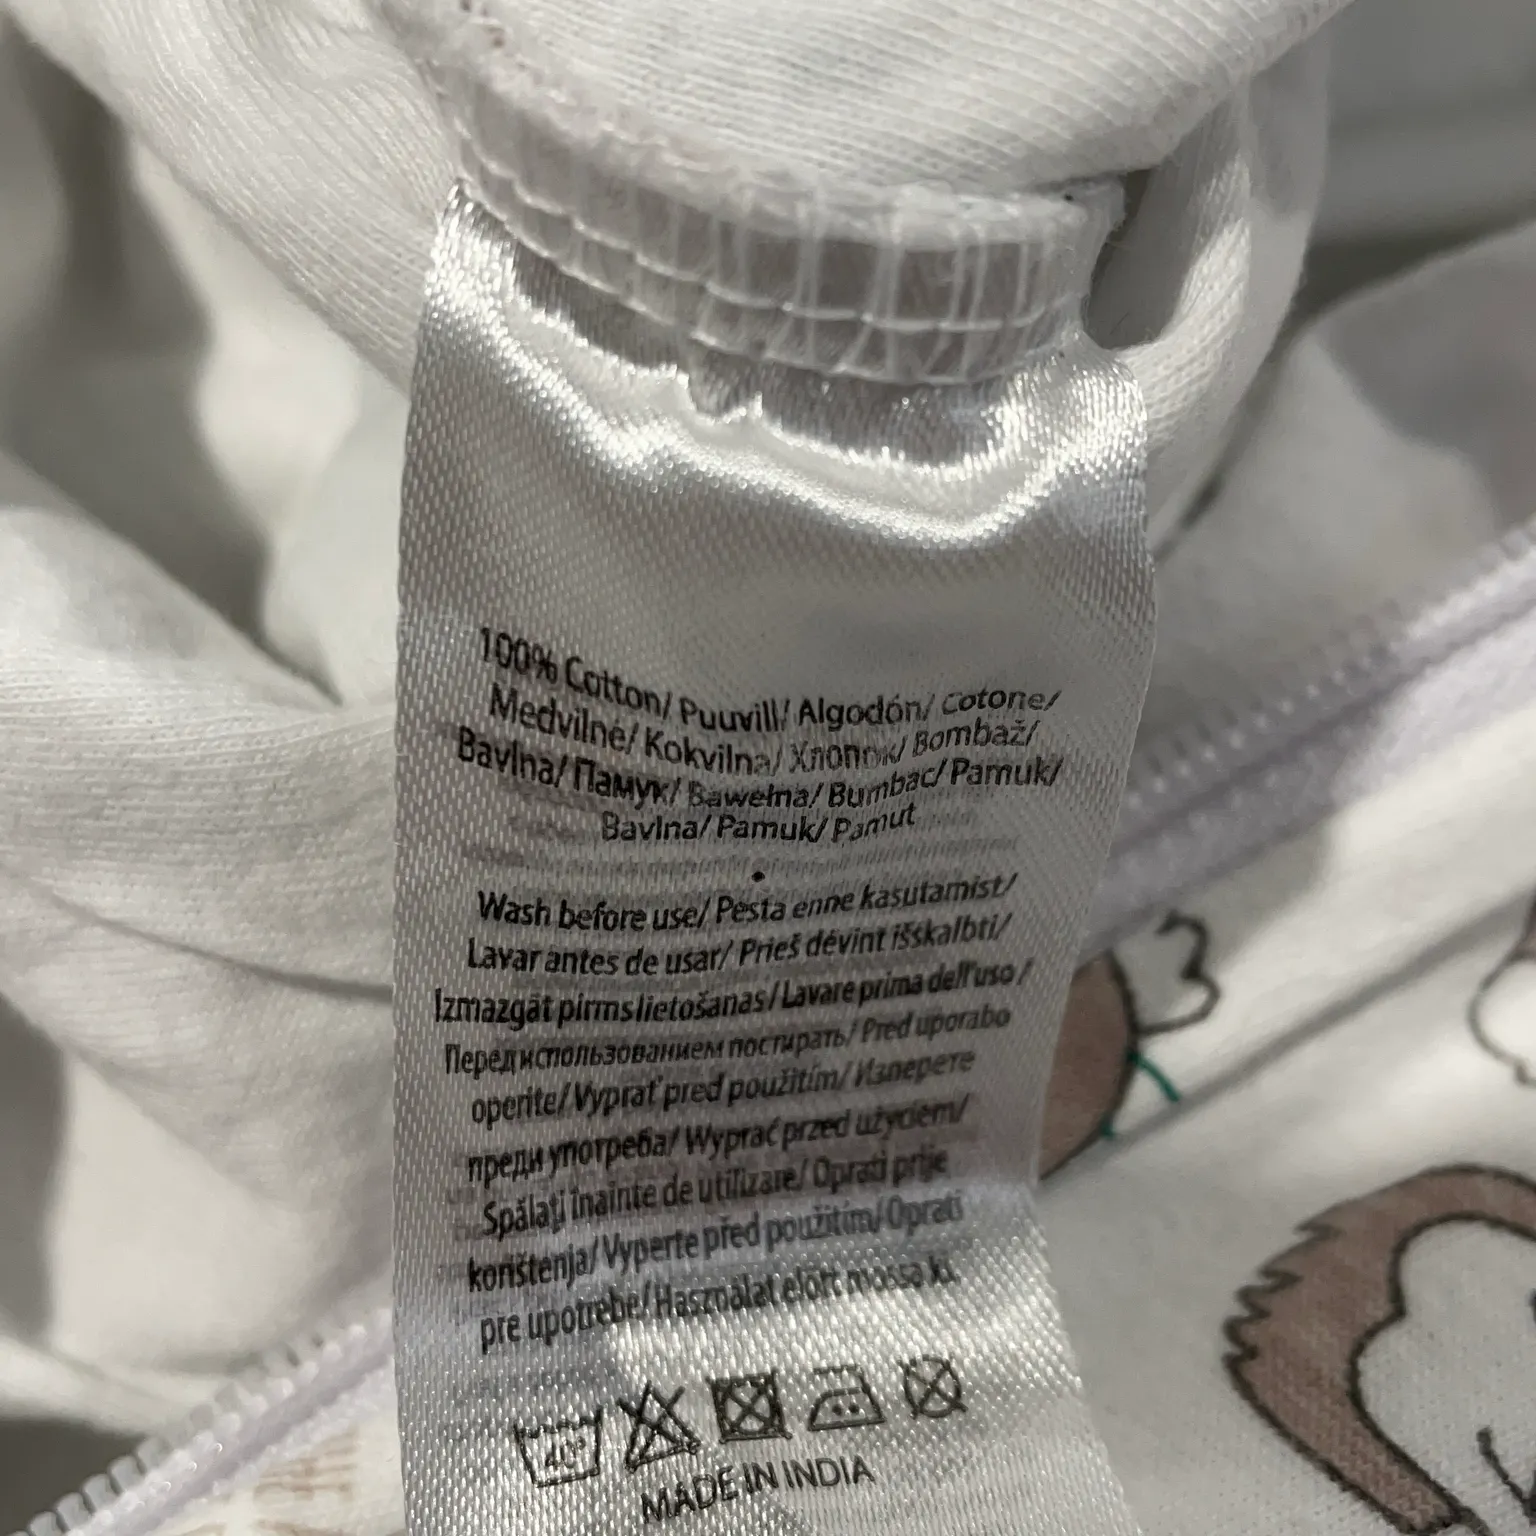 100% Cotton/ Puuvill/ Algodón/ Cotone/
Medvilnė/ Kokvilna/ Хлопок/ Bombaž/
Bavlna/ Памук/ Bawełna/ Bumbac/ Pamuk/
Bavlna/ Pamuk/ Pamut
Wash before use/ Pesta enne kasutamist/
Lavar antes de usar/ Prieš dėvint išskalbti/
Izmazgāt pirms lietošanas/ Lavare prima dell'uso /
Перед использованием постирать/ Pred uporabo
operite/ Vyprať pred použitím/ Изперете
преди употреба/ Wyprać przed użyciem/
Spălați înainte de utilizare/ Oprati prije
korištenja/ Vyperte před použitím/ Oprati
pre upotrebe/ Használat előtt mossa ki.
40°
MADE IN INDIA